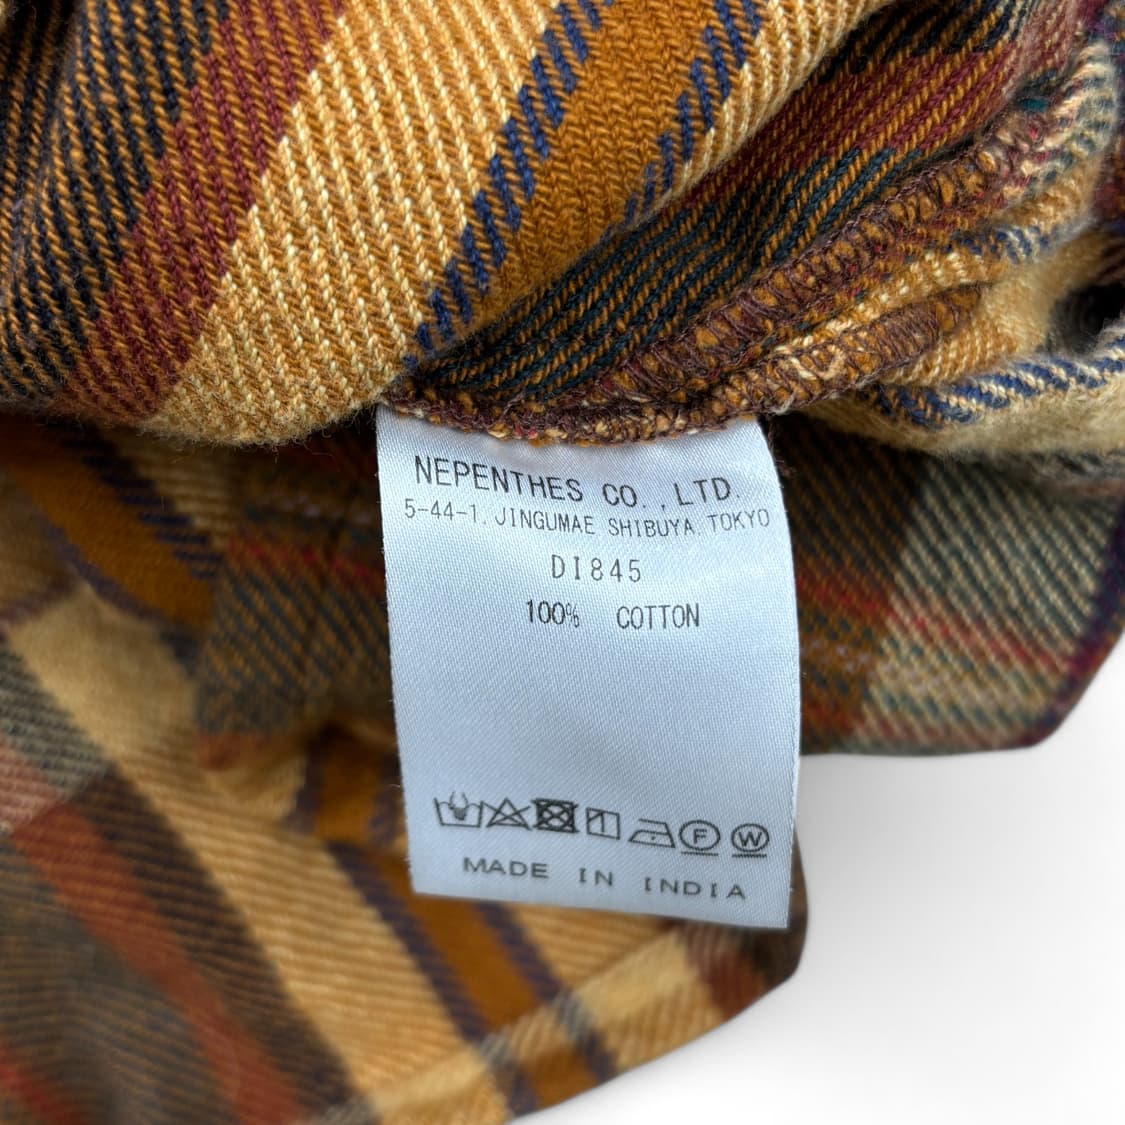 NEPENTHES CO.,LTD.
5-44-1. JINGUMAE SHIBUYA. TOKYO
DI845
100% COTTON
F W
MADE IN INDIA